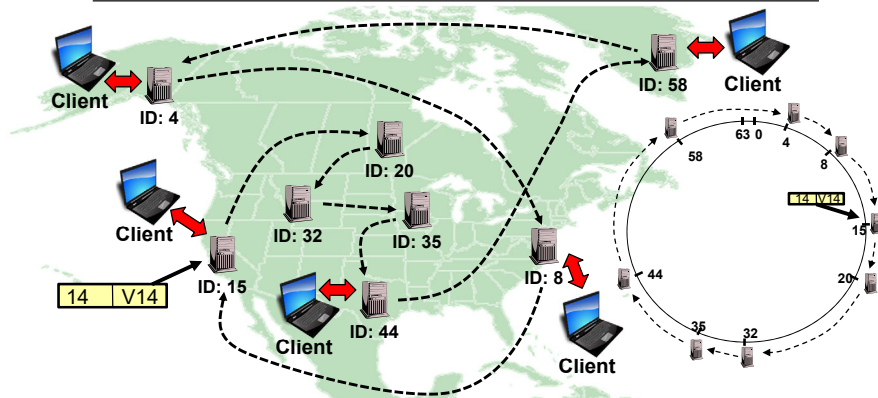 Client
ID: 4
ID: 58
Client
ID: 20
63 0
4
58
8
Client
ID: 32
ID: 35
14 V14
15
ID: 15
ID: 8
14 V14
44
20
Client
ID: 44
Client
35
32